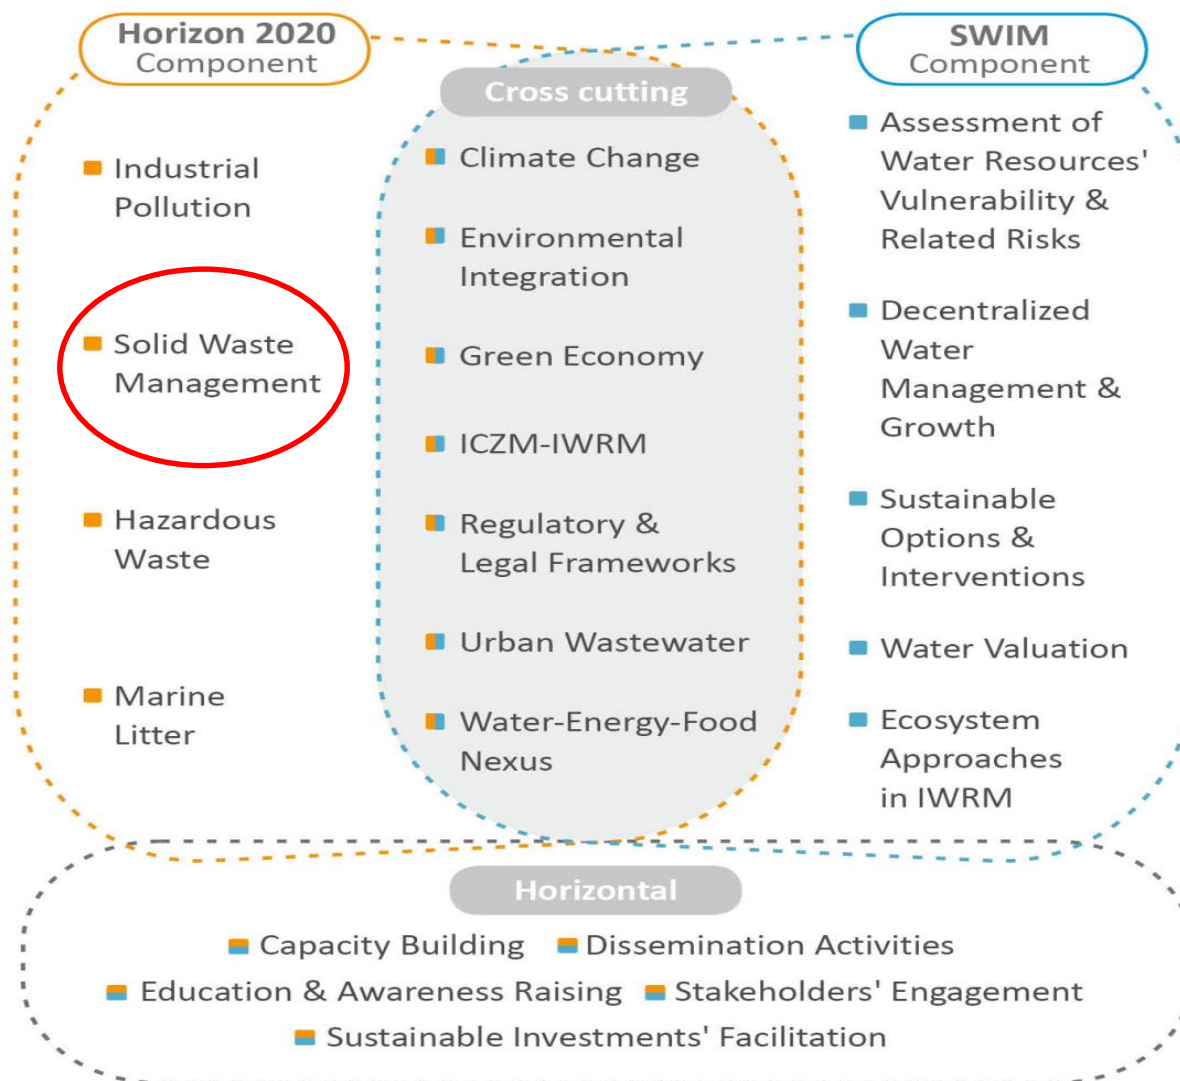 Horizon 2020
Component
Industrial
Pollution
Solid Waste
Management
Hazardous
Waste
Marine
Litter
Cross cutting
Climate Change
Environmental
Integration
Green Economy
ICZM-IWRM
Regulatory &
Legal Frameworks
Urban Wastewater
Water-Energy-Food
Nexus
SWIM
Component
Assessment of
Water Resources'
Vulnerability &
Related Risks
Decentralized
Water
Management &
Growth
Sustainable
Options &
Interventions
Water Valuation
Ecosystem
Approaches
in IWRM
Horizontal
Capacity Building Dissemination Activities
Education & Awareness Raising Stakeholders' Engagement
Sustainable Investments' Facilitation